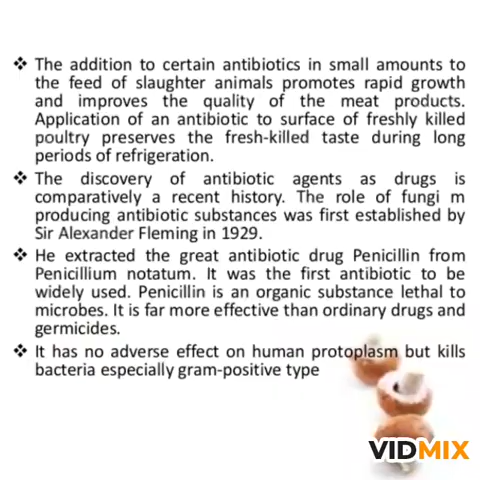 ❖ The addition to certain antibiotics in small amounts to
the feed of slaughter animals promotes rapid growth
and improves the quality of the meat products.
Application of an antibiotic to surface of freshly killed
poultry preserves the fresh-killed taste during long
periods of refrigeration.
❖ The discovery of antibiotic agents as drugs is
comparatively a recent history. The role of fungi m
producing antibiotic substances was first established by
Sir Alexander Fleming in 1929.
❖ He extracted the great antibiotic drug Penicillin from
Penicillium notatum. It was the first antibiotic to be
widely used. Penicillin is an organic substance lethal to
microbes. It is far more effective than ordinary drugs and
germicides.
❖ It has no adverse effect on human protoplasm but kills
bacteria especially gram-positive type
VIDMIX